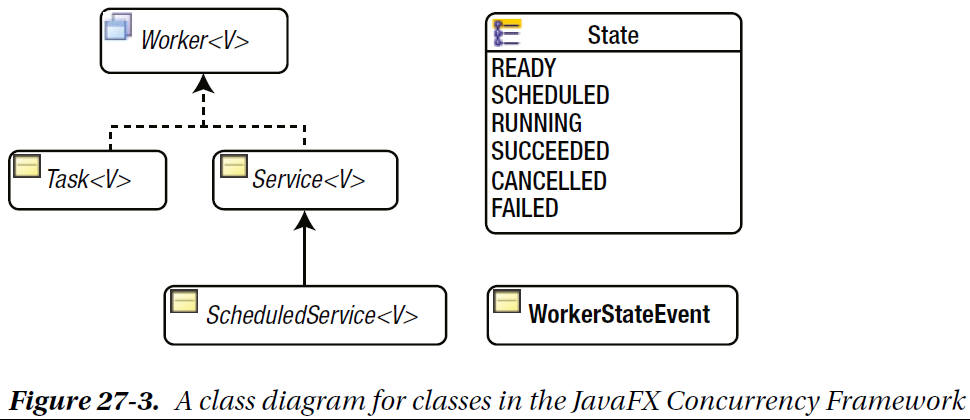 Worker<V>
Task<V>
Service<V>
ScheduledService<V>
State
READY
SCHEDULED
RUNNING
SUCCEEDED
CANCELLED
FAILED
WorkerStateEvent
Figure 27-3. A class diagram for classes in the JavaFX Concurrency Framework